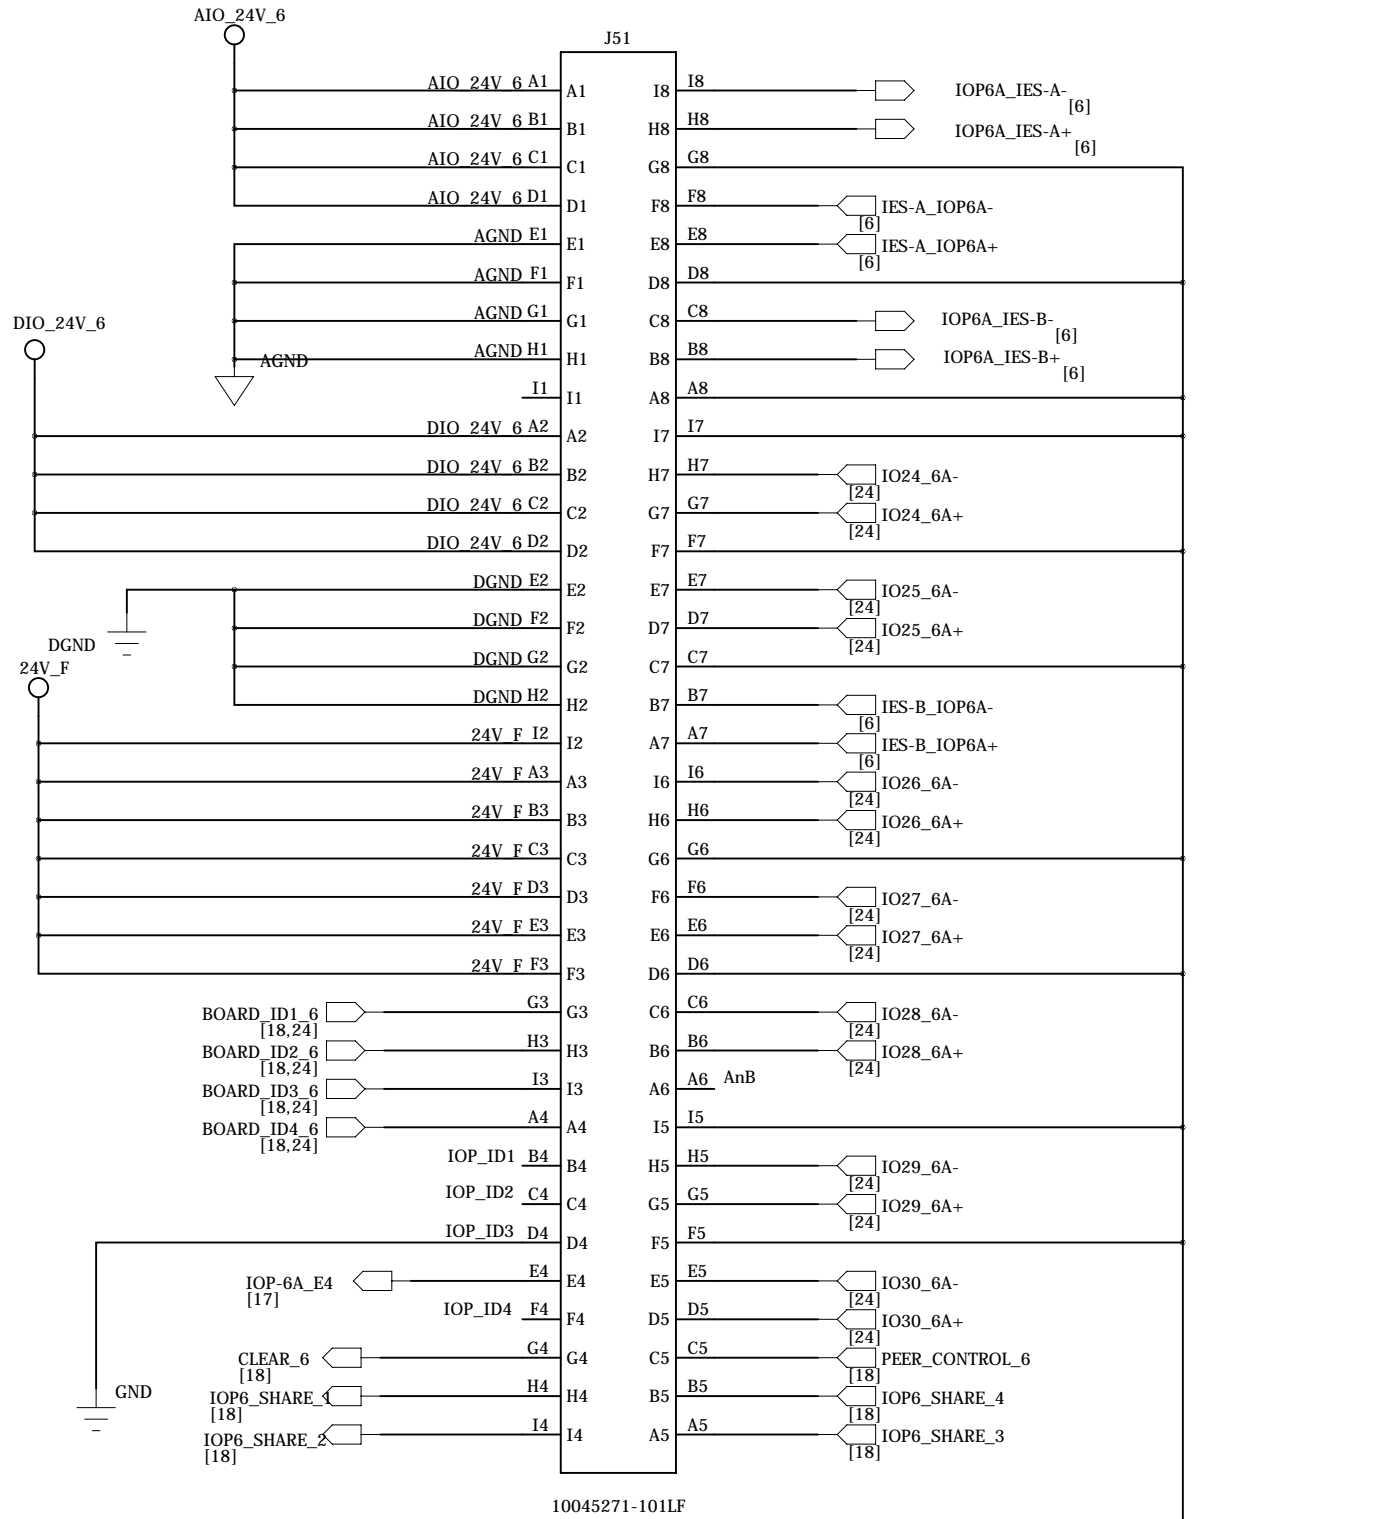 AIO_24V_6
J51
AIO_24V_6 A1 A1 I8 I8 IOP6A_IES-A-
[6]
AIO_24V_6 B1 B1 H8 H8 IOP6A_IES-A+
[6]
AIO_24V_6 C1 C1 G8 G8
AIO_24V_6 D1 D1 F8 F8 IES-A_IOP6A-
[6]
AGND E1 E1 E8 E8 IES-A_IOP6A+
[6]
AGND F1 F1 D8 D8
DIO_24V_6
AGND G1 G1 C8 C8 IOP6A_IES-B-
[6]
AGND
AGND H1 H1 B8 B8 IOP6A_IES-B+
[6]
I1 I1 A8 A8
DIO_24V_6 A2 A2 I7 I7
DIO_24V_6 B2 B2 H7 H7 IO24_6A-
[24]
DIO_24V_6 C2 C2 G7 G7 IO24_6A+
[24]
DIO_24V_6 D2 D2 F7 F7
DGND E2 E2 E7 E7 IO25_6A-
[24]
DGND F2 F2 D7 D7 IO25_6A+
[24]
DGND
24V_F
DGND G2 G2 C7 C7
DGND H2 H2 B7 B7 IES-B_IOP6A-
[6]
24V_F I2 I2 A7 A7 IES-B_IOP6A+
[6]
24V_F A3 A3 I6 I6 IO26_6A-
[24]
24V_F B3 B3 H6 H6 IO26_6A+
[24]
24V_F C3 C3 G6 G6
24V_F D3 D3 F6 F6 IO27_6A-
[24]
24V_F E3 E3 E6 E6 IO27_6A+
[24]
24V_F F3 F3 D6 D6
BOARD_ID1_6 G3 G3 C6 C6 IO28_6A-
[18,24] [24]
BOARD_ID2_6 H3 H3 B6 B6 IO28_6A+
[18,24] [24]
BOARD_ID3_6 I3 I3 A6 A6 AnB
[18,24]
BOARD_ID4_6 A4 A4 I5 I5
[18,24]
IOP_ID1 B4 B4 H5 H5 IO29_6A-
[24]
IOP_ID2 C4 C4 G5 G5 IO29_6A+
[24]
IOP_ID3 D4 D4 F5 F5
IOP-6A_E4 E4 E4 E5 E5 IO30_6A-
[17] [24]
IOP_ID4 F4 F4 D5 D5 IO30_6A+
[24]
CLEAR_6 G4 G4 C5 C5 PEER_CONTROL_6
[18] [18]
GND
IOP6_SHARE_1 H4 H4 B5 B5 IOP6_SHARE_4
[18] [18]
IOP6_SHARE_2 I4 I4 A5 A5 IOP6_SHARE_3
[18] [18]
10045271-101LF